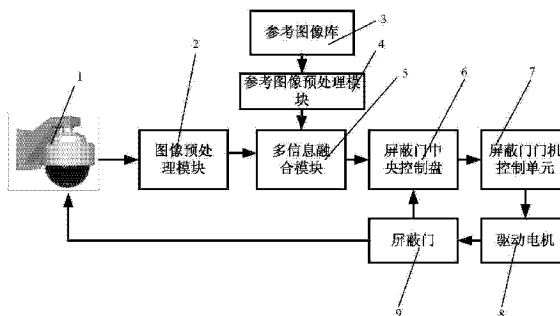 参考图像库
3
2
4
参考图像预处理模块
1
5
6
7
图像预处
理模块
多信息融
合模块
屏蔽门中
央控制盘
屏蔽门门机
控制单元
屏蔽门
驱动电机
9
8